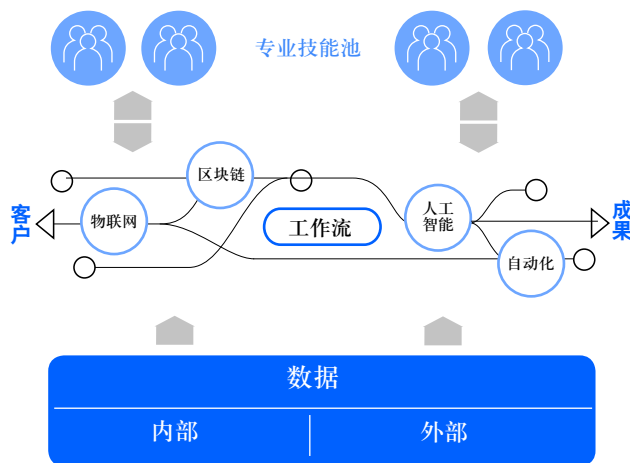 专业技能池
区块链
物联网
客户
工作流
人工
智能
成果
自动化
数据
内部
外部